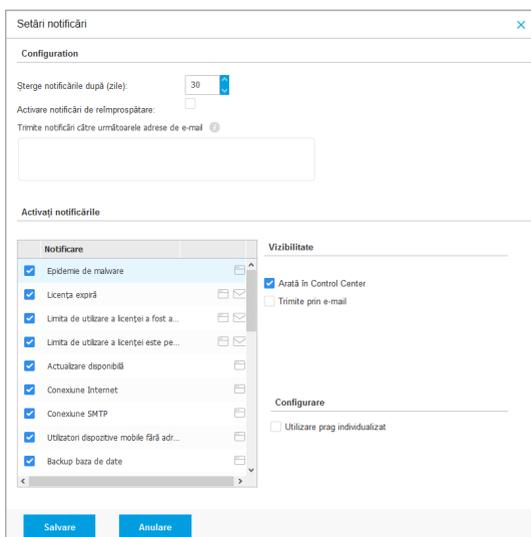 Setări notificări
Configuration
Șterge notificările după (zile):
30
Activare notificări de reîmprospătare:
Trimite notificări către următoarele adrese de e-mail
Activați notificările
Notificare
Epidemie de malware
Licența expiră
Limita de utilizare a licenței a fost a...
Limita de utilizare a licenței este pe...
Actualizare disponibilă
Conexiune Internet
Conexiune SMTP
Utilizatori dispozitive mobile fără adr...
Backup baza de date
Vizibilitate
Arată în Control Center
Trimite prin e-mail
Configurare
Utilizare prag individualizat
Salvare
Anulare